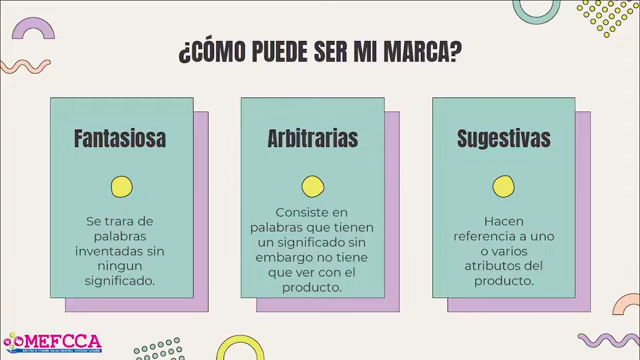 ¿CÓMO PUEDE SER MI MARCA?
Fantasiosa
Se trara de
palabras
inventadas sin
ningun
significado.
Arbitrarias
Consiste en
palabras que tienen
un significado sin
embargo no tiene
que ver con el
producto.
Sugestivas
Hacen
referencia a uno
o varios
atributos del
producto.
MEFCCA